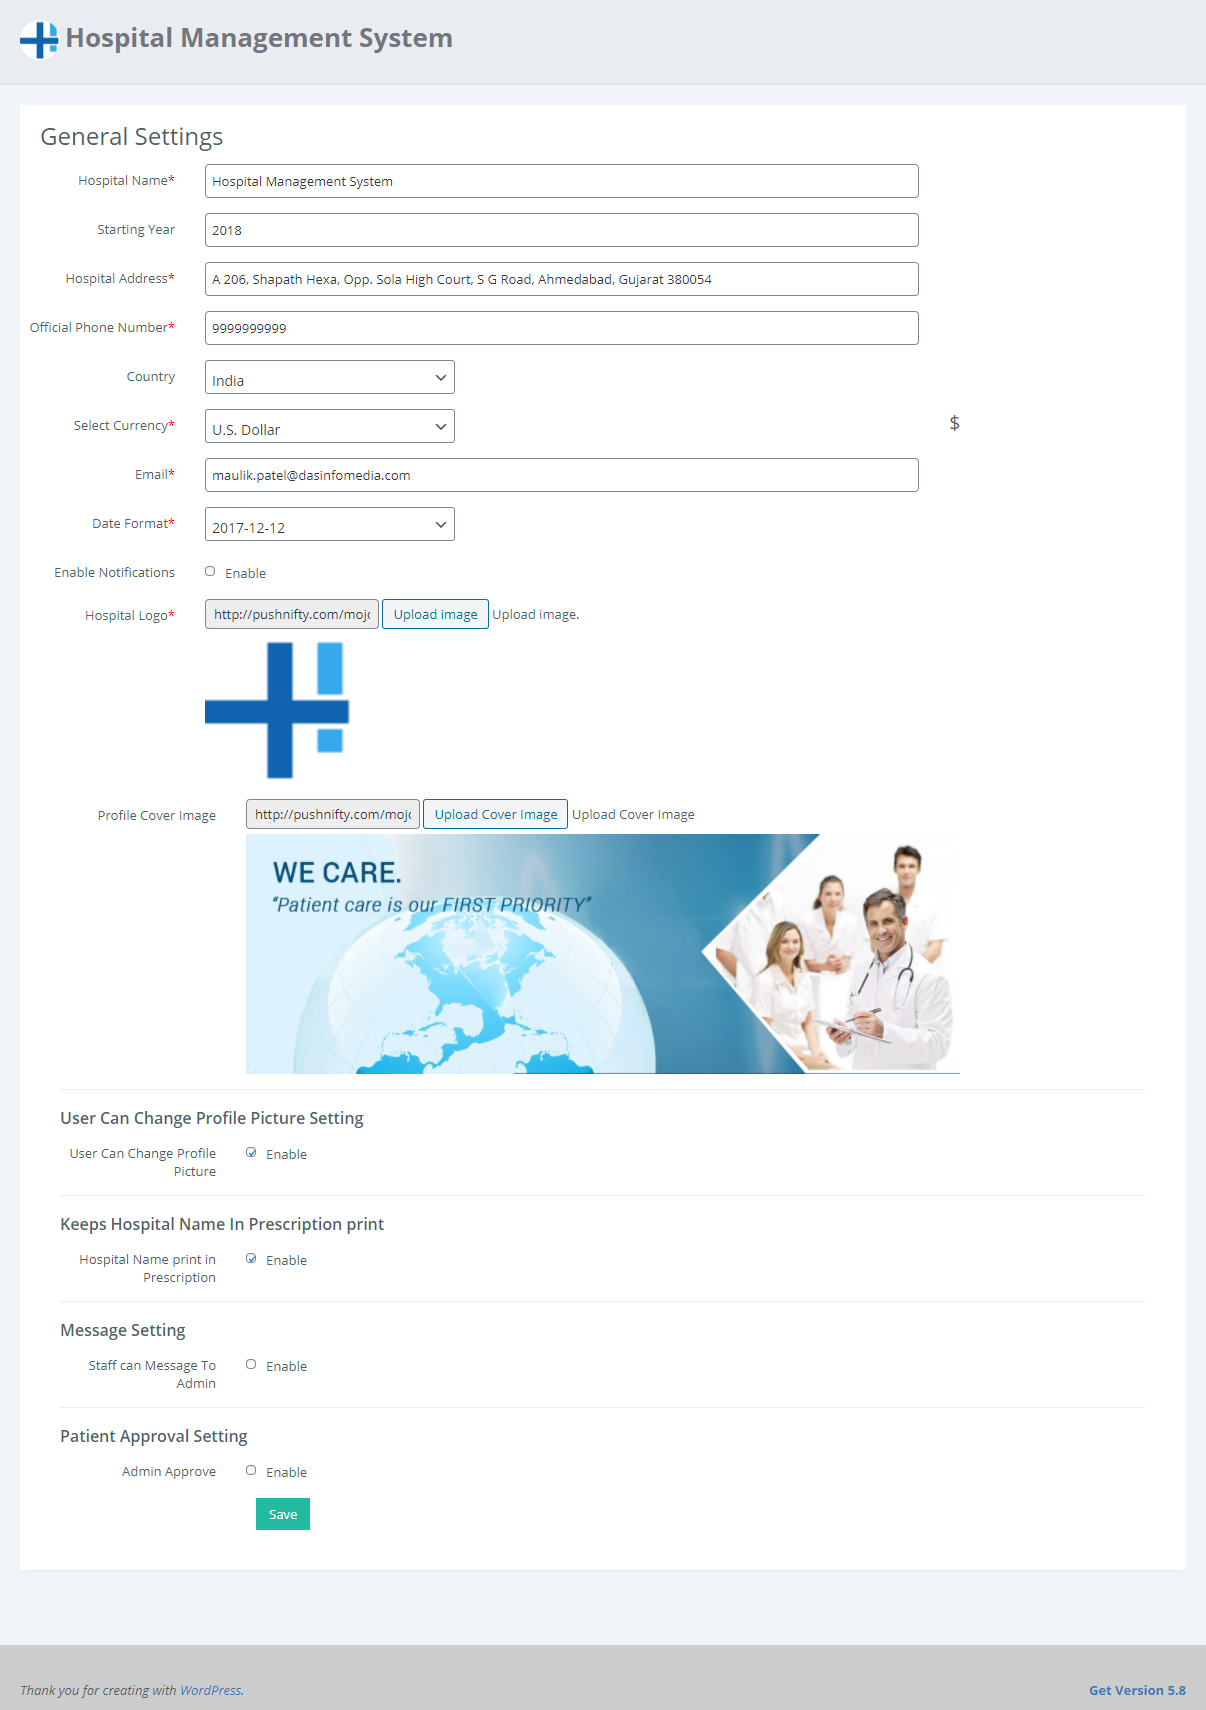 Hospital Management System
General Settings
Hospital Name* Hospital Management System
Starting Year 2018
Hospital Address* A 206, Shapath Hexa, Opp. Sola High Court, S G Road, Ahmedabad, Gujarat 380054
Official Phone Number* 9999999999
Country India
Select Currency* U.S. Dollar $
Email* maulik.patel@dasinfomedia.com
Date Format* 2017-12-12
Enable Notifications Enable
Hospital Logo* http://pushnifty.com/mojo Upload image Upload image.
Profile Cover Image http://pushnifty.com/mojo Upload Cover Image Upload Cover Image
WE CARE.
"Patient care is our FIRST PRIORITY"
User Can Change Profile Picture Setting
User Can Change Profile Enable
Picture
Keeps Hospital Name In Prescription print
Hospital Name print in Enable
Prescription
Message Setting
Staff can Message To Enable
Admin
Patient Approval Setting
Admin Approve Enable
Save
Thank you for creating with WordPress. Get Version 5.8